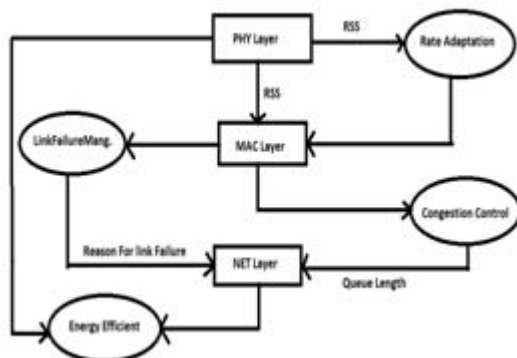 RSS
PHY Layer
Rate Adaptation
RSS
LinkFailureMang.
MAC Layer
Congestion Control
Reason For link Failure
NET Layer
Queue Length
Energy Efficient